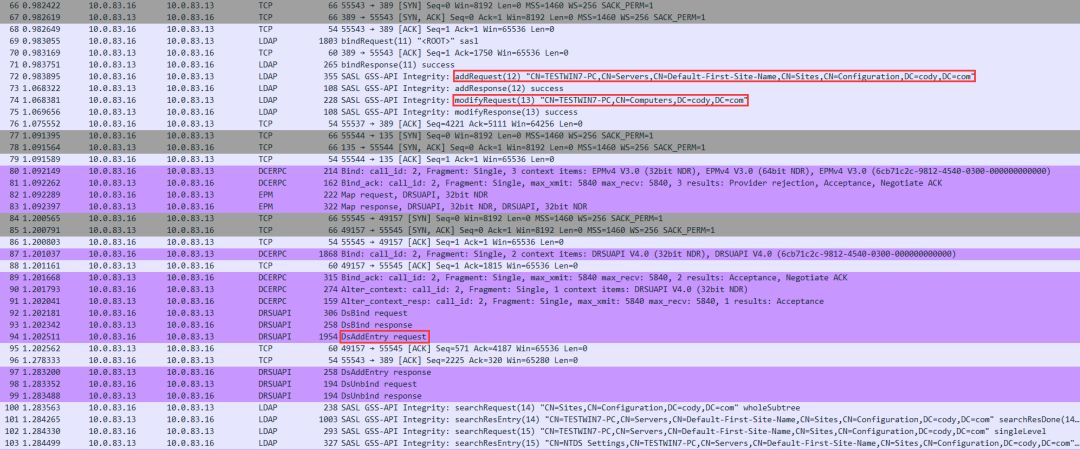 66 0.982422 10.0.83.16 10.0.83.13 TCP 66 55543 → 389 [SYN] Seq=0 Win=8192 Len=0 MSS=1460 WS=256 SACK_PERM=1
67 0.982619 10.0.83.13 10.0.83.16 TCP 66 389 → 55543 [SYN, ACK] Seq=0 Ack=1 Win=8192 Len=0 MSS=1460 WS=256 SACK_PERM=1
68 0.982649 10.0.83.16 10.0.83.13 TCP 54 55543 → 389 [ACK] Seq=1 Ack=1 Win=65536 Len=0
69 0.983055 10.0.83.16 10.0.83.13 LDAP 1803 bindRequest(11) "<ROOT>" sasl
70 0.983169 10.0.83.13 10.0.83.16 TCP 60 389 → 55543 [ACK] Seq=1 Ack=1750 Win=65536 Len=0
71 0.983751 10.0.83.13 10.0.83.16 LDAP 265 bindResponse(11) success
72 0.983895 10.0.83.16 10.0.83.13 LDAP 355 SASL GSS-API Integrity: addRequest(12) "CN=TESTWIN7-PC,CN=Servers,CN=Default-First-Site-Name,CN=Sites,CN=Configuration,DC=cody,DC=com"
73 1.068322 10.0.83.13 10.0.83.16 LDAP 108 SASL GSS-API Integrity: addResponse(12) success
74 1.068381 10.0.83.16 10.0.83.13 LDAP 228 SASL GSS-API Integrity: modifyRequest(13) "CN=TESTWIN7-PC,CN=Computers,DC=cody,DC=com"
75 1.069656 10.0.83.13 10.0.83.16 LDAP 108 SASL GSS-API Integrity: modifyResponse(13) success
76 1.075552 10.0.83.16 10.0.83.13 TCP 54 55537 → 389 [ACK] Seq=4221 Ack=5111 Win=64256 Len=0
77 1.091395 10.0.83.16 10.0.83.13 TCP 66 55544 → 135 [SYN] Seq=0 Win=8192 Len=0 MSS=1460 WS=256 SACK_PERM=1
78 1.091564 10.0.83.13 10.0.83.16 TCP 66 135 → 55544 [SYN, ACK] Seq=0 Ack=1 Win=8192 Len=0 MSS=1460 WS=256 SACK_PERM=1
79 1.091589 10.0.83.16 10.0.83.13 TCP 54 55544 → 135 [ACK] Seq=1 Ack=1 Win=65536 Len=0
80 1.092149 10.0.83.16 10.0.83.13 DCERPC 214 Bind: call_id: 2, Fragment: Single, 3 context items: EPMv4 V3.0 (32bit NDR), EPMv4 V3.0 (64bit NDR), EPMv4 V3.0 (6cb71c2c-9812-4540-0300-000000000000)
81 1.092262 10.0.83.13 10.0.83.16 DCERPC 162 Bind_ack: call_id: 2, Fragment: Single, max_xmit: 5840 max_recv: 5840, 3 results: Provider rejection, Acceptance, Negotiate ACK
82 1.092289 10.0.83.16 10.0.83.13 EPM 222 Map request, DRSUAPI, 32bit NDR
83 1.092397 10.0.83.13 10.0.83.16 EPM 322 Map response, DRSUAPI, 32bit NDR, DRSUAPI, 32bit NDR
84 1.200565 10.0.83.16 10.0.83.13 TCP 66 55545 → 49157 [SYN] Seq=0 Win=8192 Len=0 MSS=1460 WS=256 SACK_PERM=1
85 1.200791 10.0.83.13 10.0.83.16 TCP 66 49157 → 55545 [SYN, ACK] Seq=0 Ack=1 Win=8192 Len=0 MSS=1460 WS=256 SACK_PERM=1
86 1.200803 10.0.83.16 10.0.83.13 TCP 54 55545 → 49157 [ACK] Seq=1 Ack=1 Win=65536 Len=0
87 1.201037 10.0.83.16 10.0.83.13 DCERPC 1868 Bind: call_id: 2, Fragment: Single, 2 context items: DRSUAPI V4.0 (32bit NDR), DRSUAPI V4.0 (6cb71c2c-9812-4540-0300-000000000000)
88 1.201161 10.0.83.13 10.0.83.16 TCP 60 49157 → 55545 [ACK] Seq=1 Ack=1815 Win=65536 Len=0
89 1.201668 10.0.83.13 10.0.83.16 DCERPC 315 Bind_ack: call_id: 2, Fragment: Single, max_xmit: 5840 max_recv: 5840, 2 results: Acceptance, Negotiate ACK
90 1.201793 10.0.83.16 10.0.83.13 DCERPC 274 Alter_context: call_id: 2, Fragment: Single, 1 context items: DRSUAPI V4.0 (32bit NDR)
91 1.202041 10.0.83.13 10.0.83.16 DCERPC 159 Alter_context_resp: call_id: 2, Fragment: Single, max_xmit: 5840 max_recv: 5840, 1 results: Acceptance
92 1.202181 10.0.83.16 10.0.83.13 DRSUAPI 306 DsBind request
93 1.202342 10.0.83.13 10.0.83.16 DRSUAPI 258 DsBind response
94 1.202511 10.0.83.16 10.0.83.13 DRSUAPI 1954 DsAddEntry request
95 1.202562 10.0.83.13 10.0.83.16 TCP 60 49157 → 55545 [ACK] Seq=571 Ack=4187 Win=65536 Len=0
96 1.278333 10.0.83.16 10.0.83.13 TCP 54 55543 → 389 [ACK] Seq=2225 Ack=320 Win=65280 Len=0
97 1.283200 10.0.83.13 10.0.83.16 DRSUAPI 258 DsAddEntry response
98 1.283352 10.0.83.16 10.0.83.13 DRSUAPI 194 DsUnbind request
99 1.283488 10.0.83.13 10.0.83.16 DRSUAPI 194 DsUnbind response
100 1.283563 10.0.83.16 10.0.83.13 LDAP 238 SASL GSS-API Integrity: searchRequest(14) "CN=Sites,CN=Configuration,DC=cody,DC=com" wholeSubtree
101 1.284265 10.0.83.13 10.0.83.16 LDAP 1003 SASL GSS-API Integrity: searchResEntry(14) "CN=TESTWIN7-PC,CN=Servers,CN=Default-First-Site-Name,CN=Sites,CN=Configuration,DC=cody,DC=com" searchResDone(14…
102 1.284330 10.0.83.16 10.0.83.13 LDAP 294 SASL GSS-API Integrity: searchRequest(15) "CN=TESTWIN7-PC,CN=Servers,CN=Default-First-Site-Name,CN=Sites,CN=Configuration,DC=cody,DC=com" singleLevel
103 1.284499 10.0.83.13 10.0.83.16 LDAP 327 SASL GSS-API Integrity: searchResEntry(15) "CN=NTDS Settings,CN=TESTWIN7-PC,CN=Servers,CN=Default-First-Site-Name,CN=Sites,CN=Configuration,DC=cody,DC=com"…